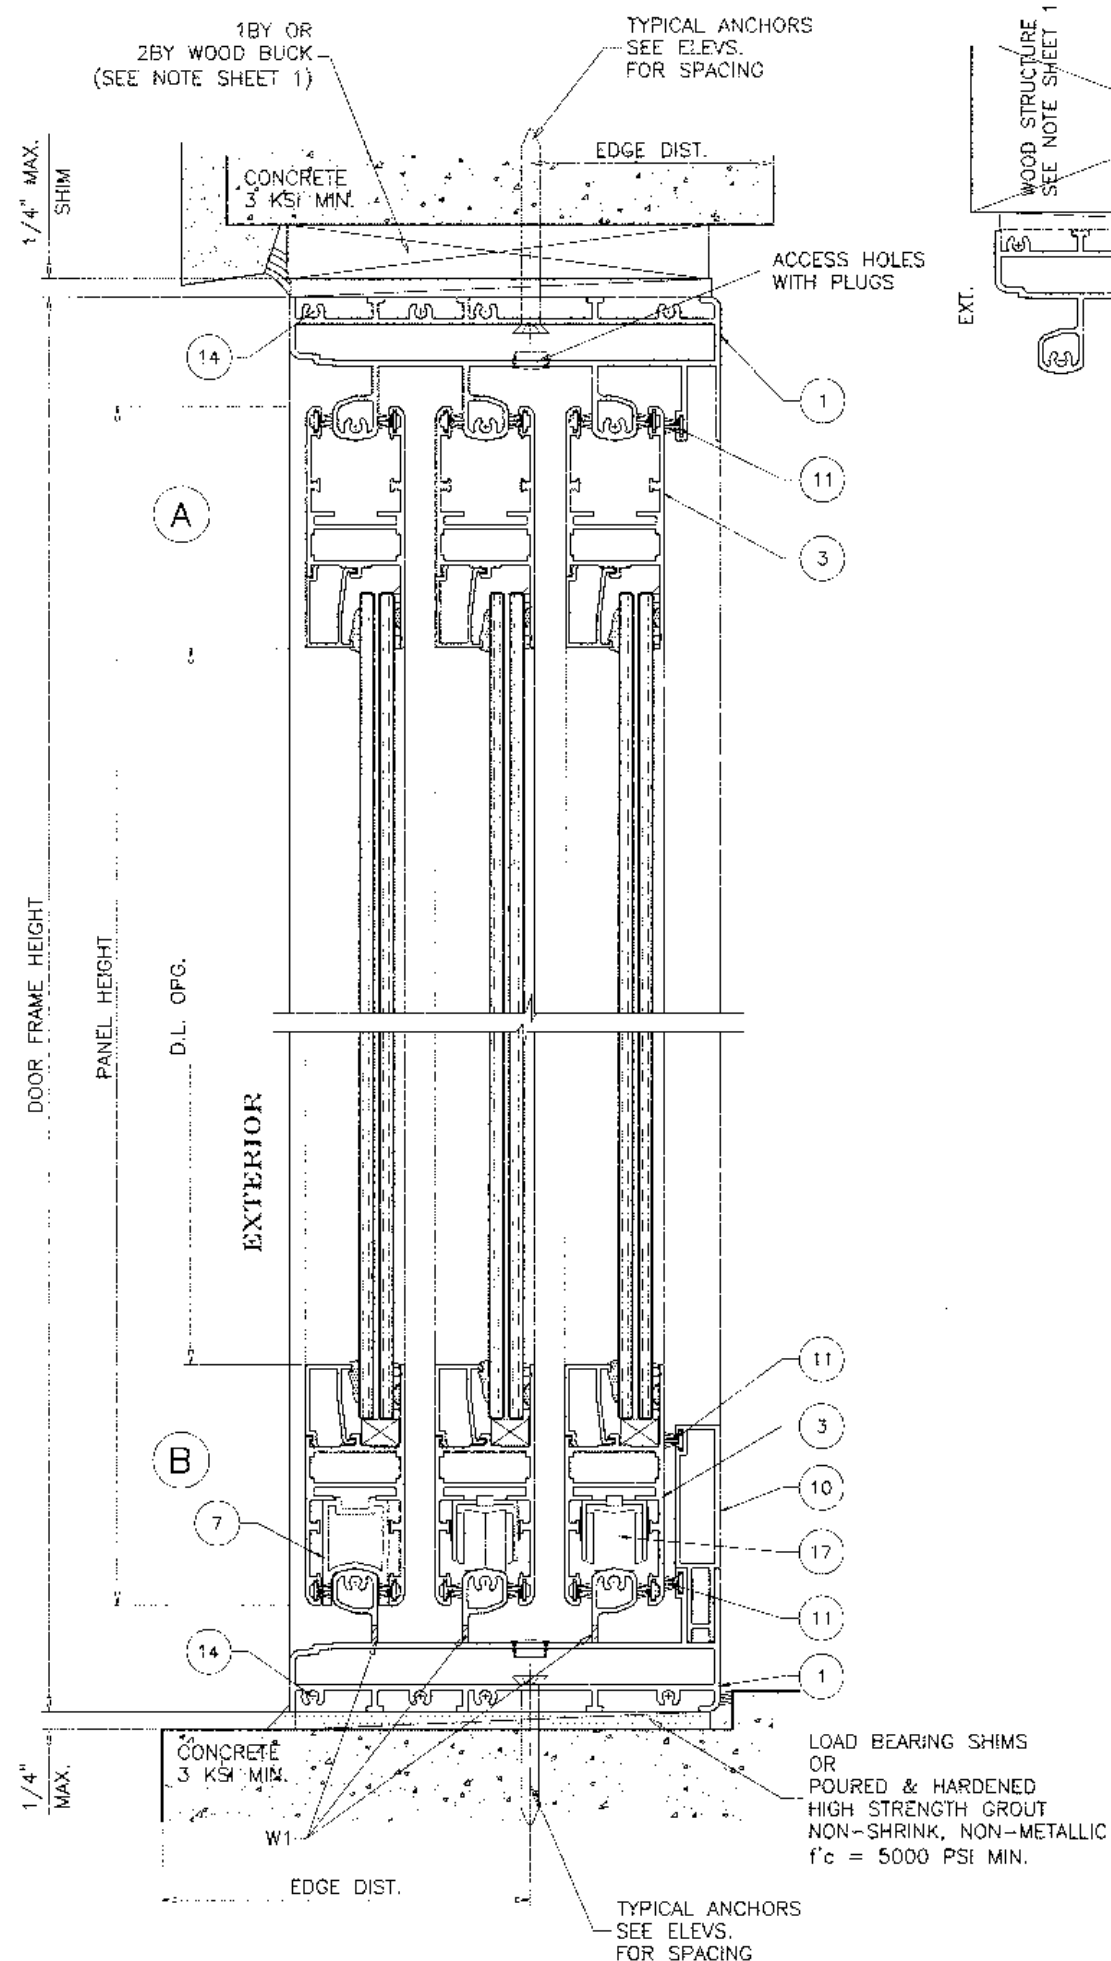 1BY OR
2BY WOOD BUCK
(SEE NOTE SHEET 1)
TYPICAL ANCHORS
SEE ELEVS.
FOR SPACING
WOOD STRUCTURE
SEE NOTE SHEET 1
1/4" MAX.
SHIM
CONCRETE
3 KSI MIN.
EDGE DIST.
ACCESS HOLES
WITH PLUGS
EXT.
14
1
11
A
3
DOOR FRAME HEIGHT
PANEL HEIGHT
D.L. OPG.
EXTERIOR
11
3
B
10
7
17
11
14
1
1/4"
MAX.
CONCRETE
3 KSI MIN.
W1
LOAD BEARING SHIMS
OR
POURED & HARDENED
HIGH STRENGTH GROUT
NON-SHRINK, NON-METALLIC
f'c = 5000 PSI MIN.
EDGE DIST.
TYPICAL ANCHORS
SEE ELEVS.
FOR SPACING